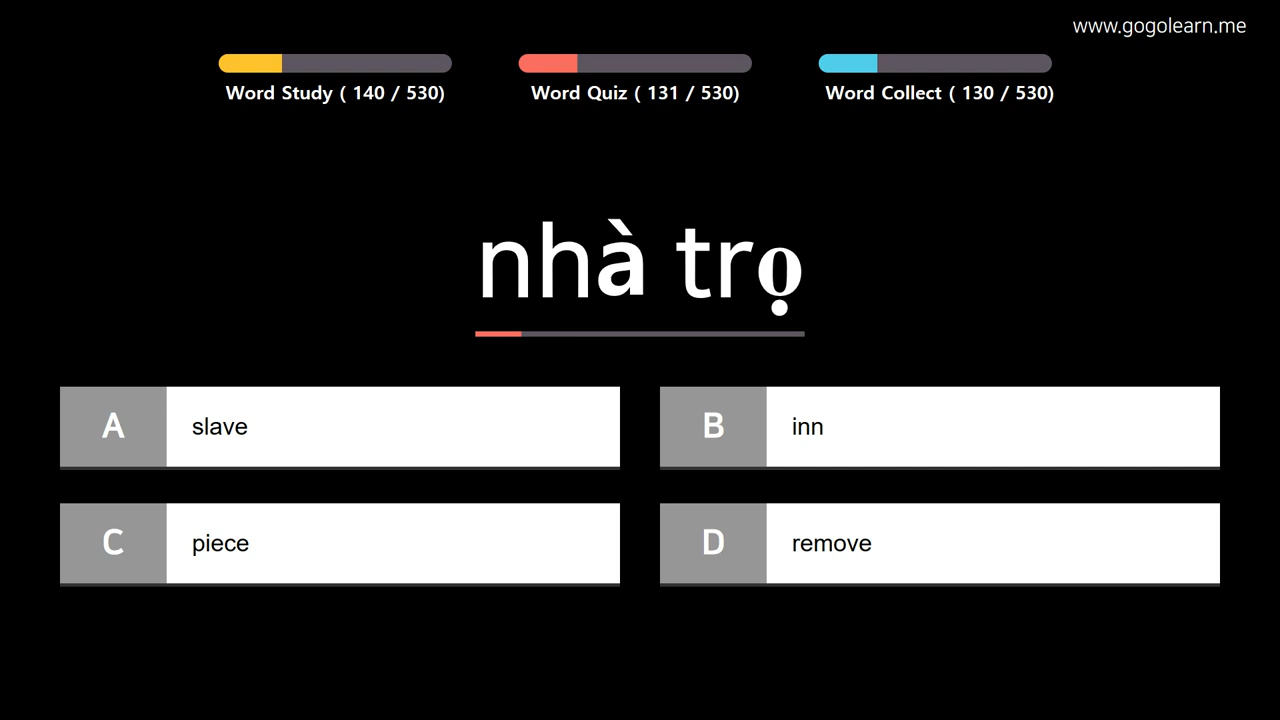 www.gogolearn.me
Word Study ( 140 / 530)
Word Quiz ( 131 / 530)
Word Collect ( 130 / 530)
nhà trọ
A slave
B inn
C piece
D remove